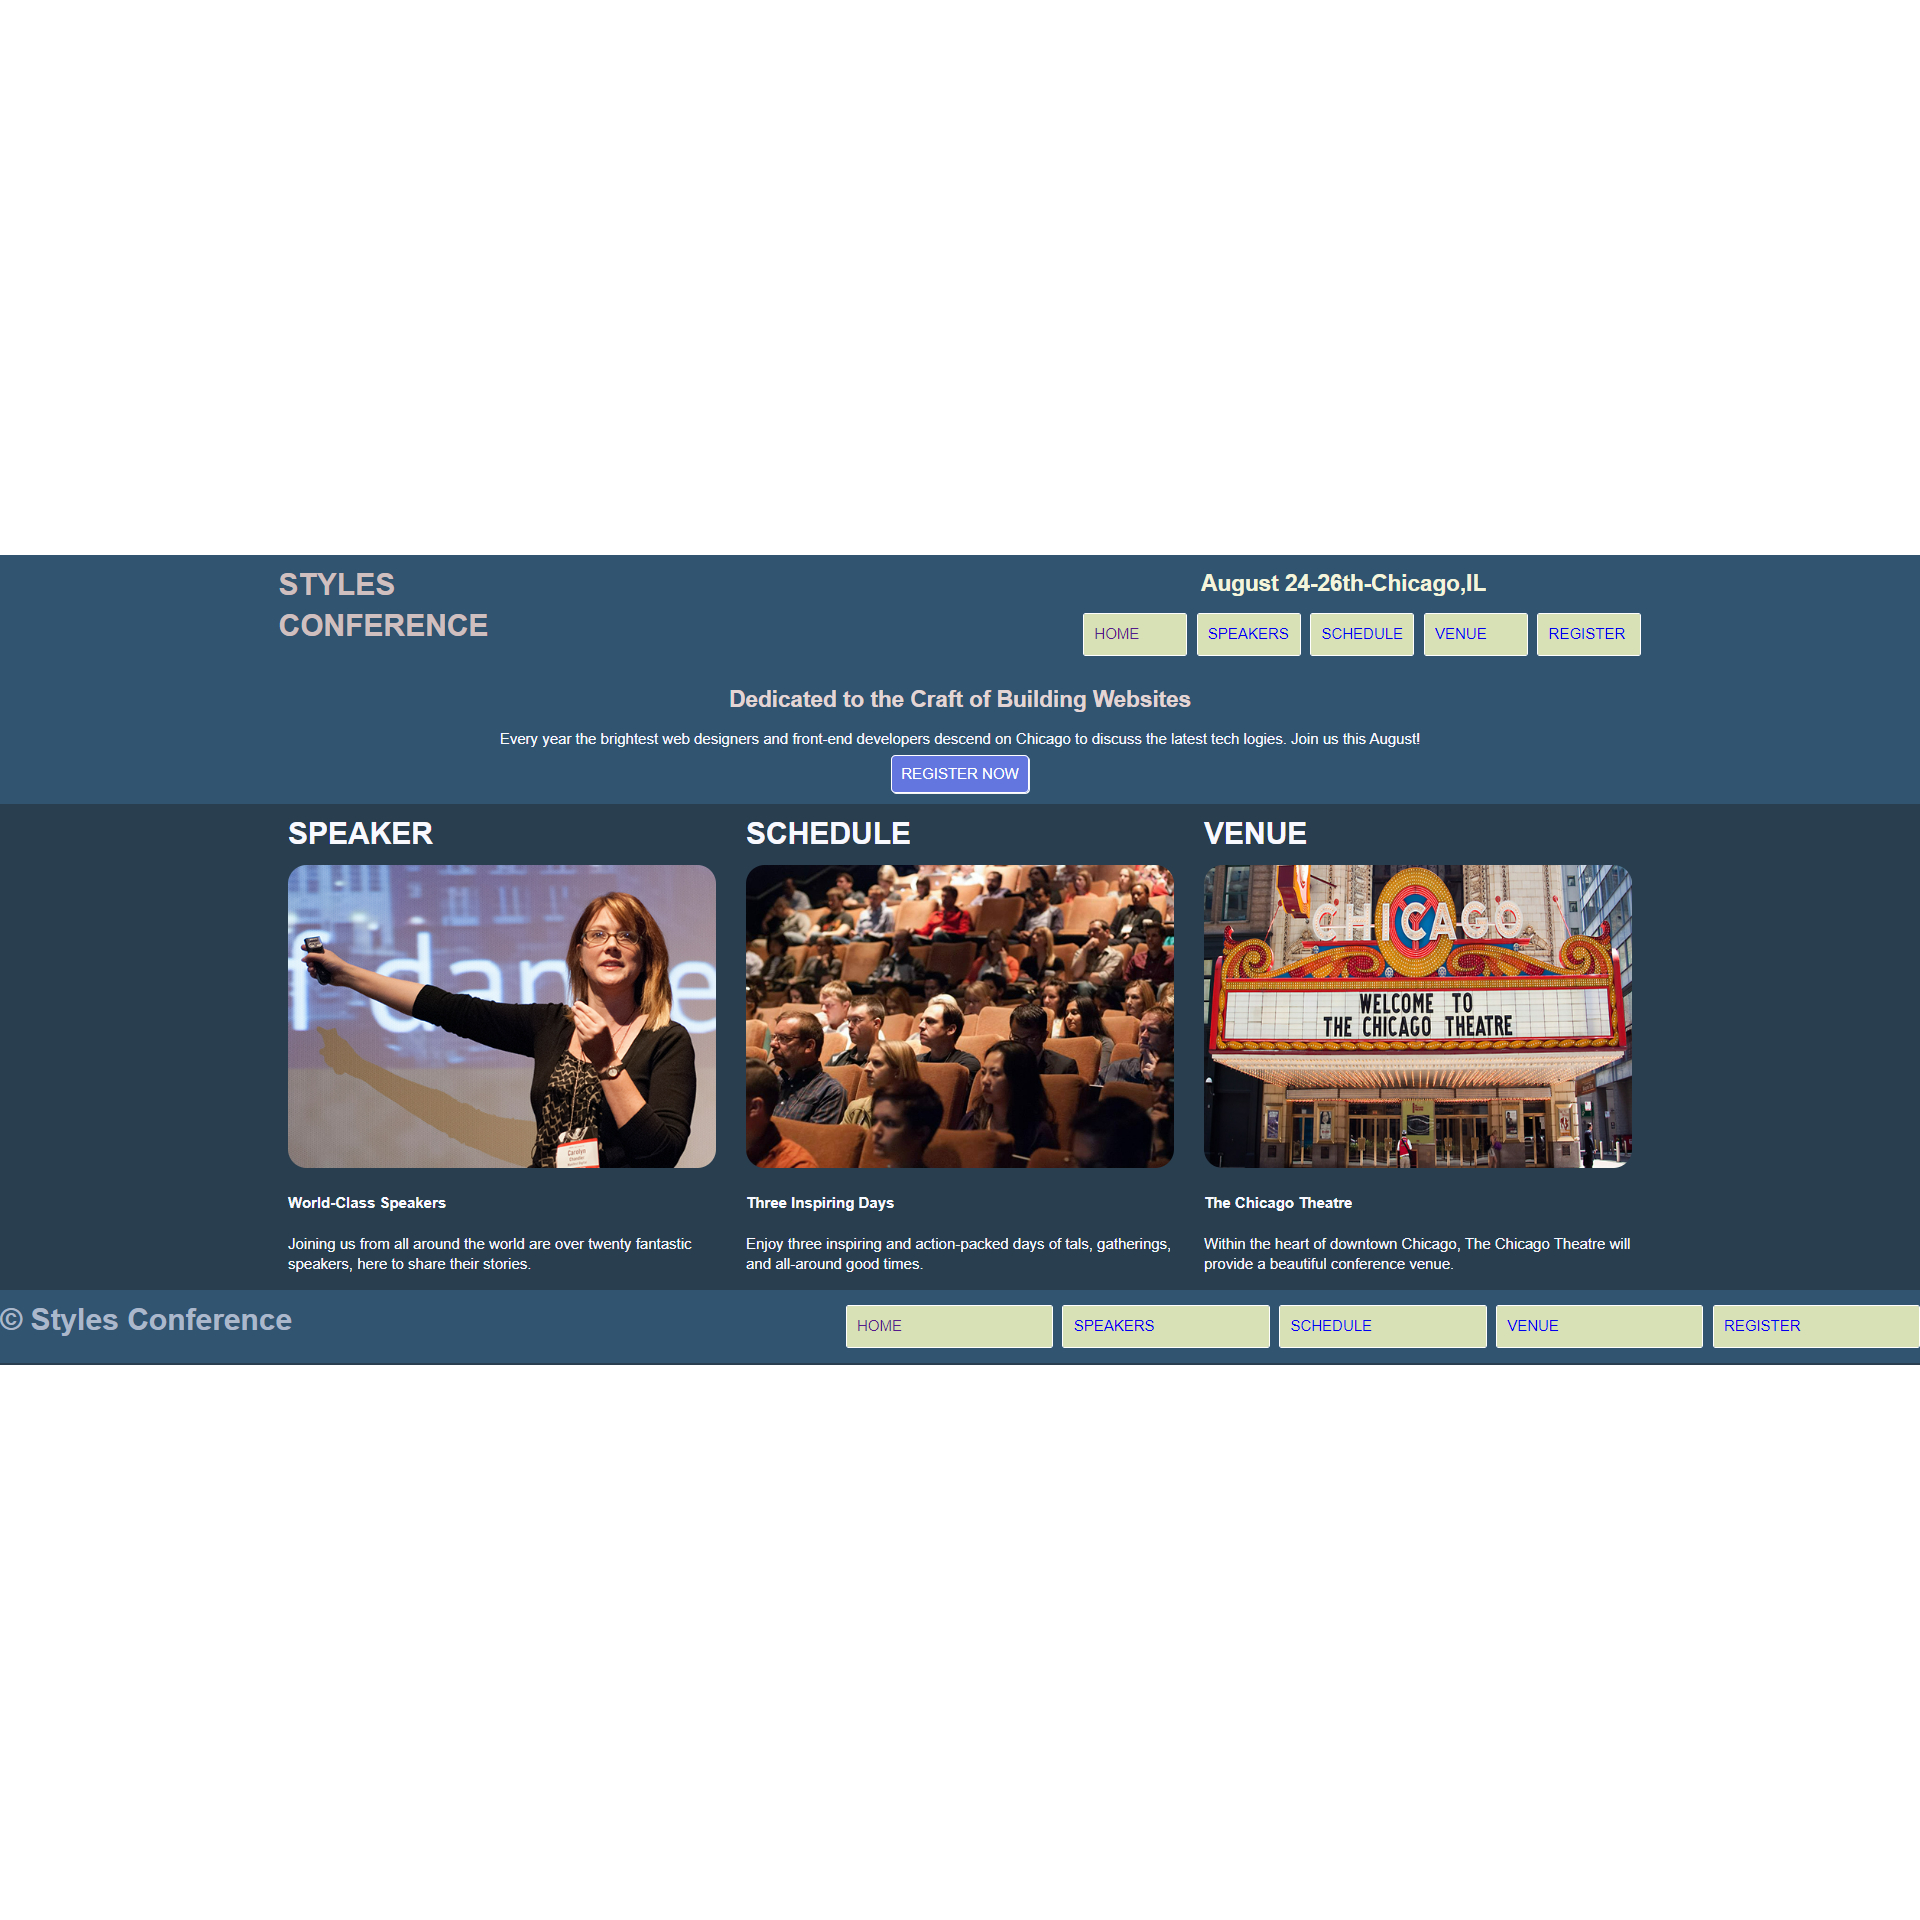 STYLES
CONFERENCE
August 24-26th-Chicago,IL
HOME SPEAKERS SCHEDULE VENUE REGISTER
Dedicated to the Craft of Building Websites
Every year the brightest web designers and front-end developers descend on Chicago to discuss the latest tech logies. Join us this August!
REGISTER NOW
SPEAKER
SCHEDULE
VENUE
f dan e
Carolyn
Chandler
CHICAGO
WELCOME TO
THE CHICAGO THEATRE
World-Class Speakers
Joining us from all around the world are over twenty fantastic
speakers, here to share their stories.
Three Inspiring Days
Enjoy three inspiring and action-packed days of tals, gatherings,
and all-around good times.
The Chicago Theatre
Within the heart of downtown Chicago, The Chicago Theatre will
provide a beautiful conference venue.
© Styles Conference
HOME SPEAKERS SCHEDULE VENUE REGISTER